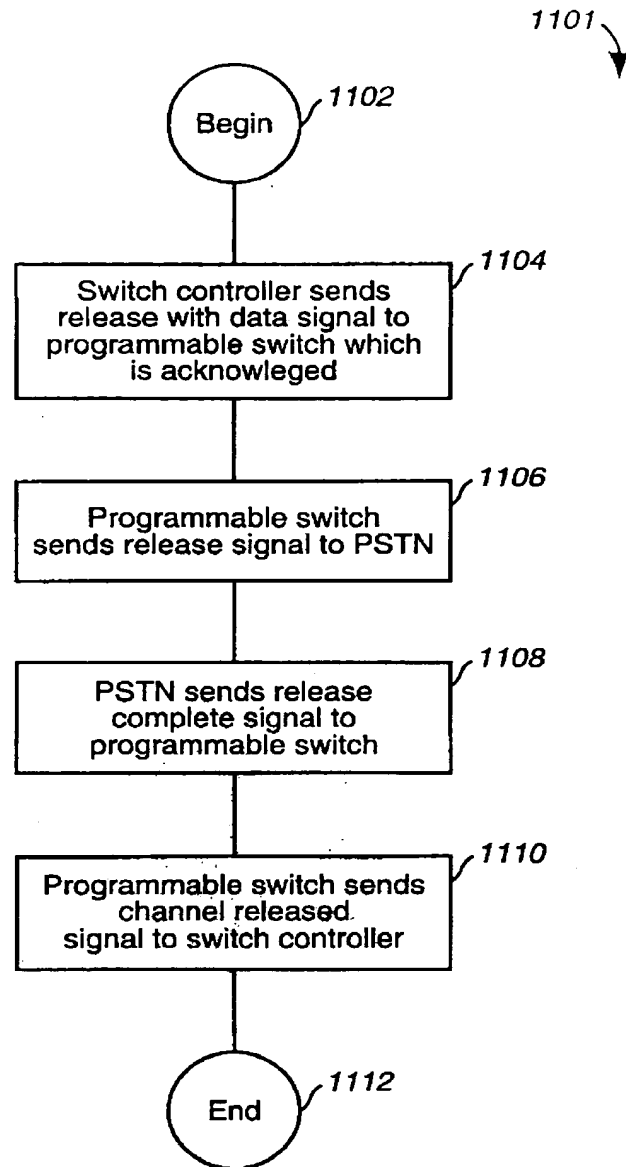 1101
1102
Begin
1104
Switch controller sends
release with data signal to
programmable switch which
is acknowleged
1106
Programmable switch
sends release signal to PSTN
1108
PSTN sends release
complete signal to
programmable switch
1110
Programmable switch sends
channel released
signal to switch controller
1112
End